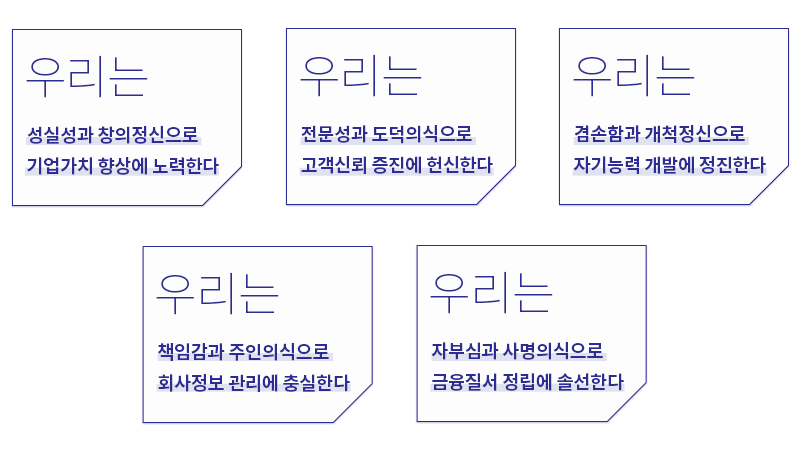 우리는
성실성과 창의정신으로
기업가치 향상에 노력한다
우리는
전문성과 도덕의식으로
고객신뢰 증진에 헌신한다
우리는
겸손함과 개척정신으로
자기능력 개발에 정진한다
우리는
책임감과 주인의식으로
회사정보 관리에 충실한다
우리는
자부심과 사명의식으로
금융질서 정립에 솔선한다